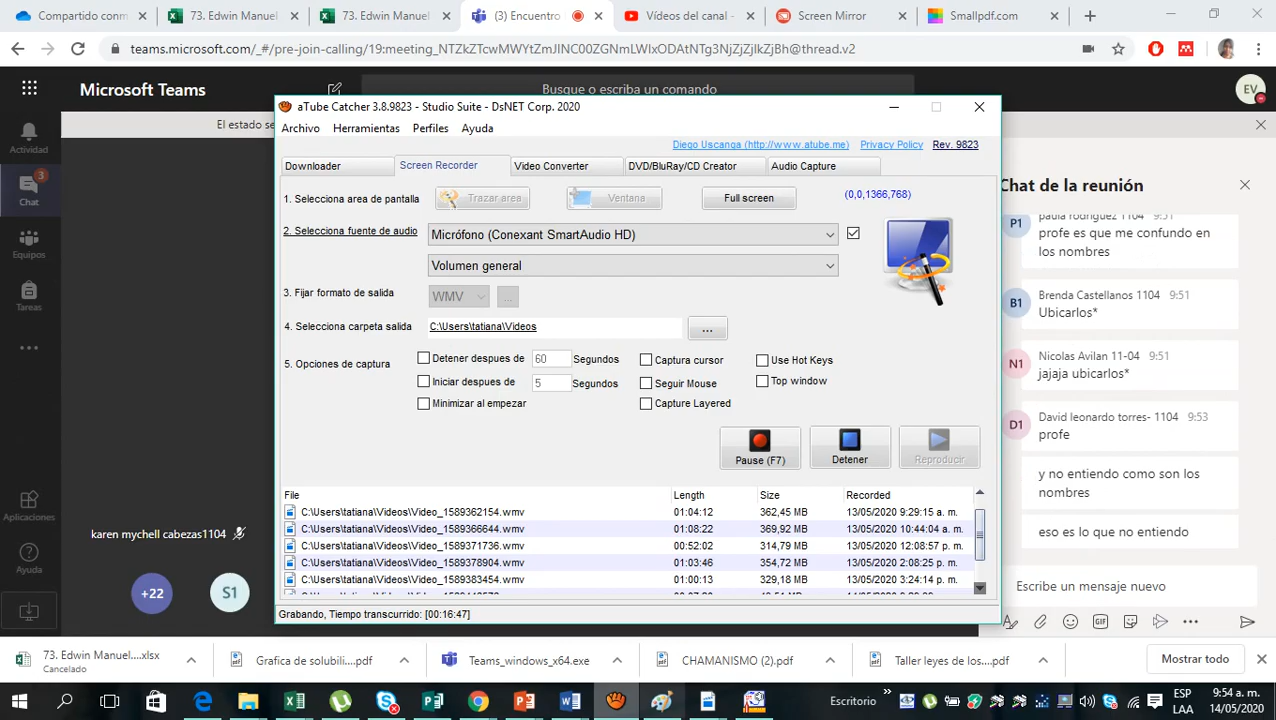 Compartido conm
73. Edwin Manuel
73. Edwin Manuel
(3) Encuentro
Vídeos del canal -
Screen Mirror
Smallpdf.com
teams.microsoft.com/_#/pre-join-calling/19:meeting_NTZkZTcwMWYtZmJlNC00ZGNmLWIxODAtNTg3NjZjZjlkZjBh@thread.v2
Microsoft Teams
Busque o escriba un comando
EV
El estado se
Actividad
3
Chat
Equipos
Tareas
Aplicaciones
Ayuda
karen mychell cabezas1104
+22
S1
aTube Catcher 3.8.9823 - Studio Suite - DsNET Corp. 2020
Archivo
Herramientas
Perfiles
Ayuda
Diego Uscanga (http://www.atube.me)
Privacy Policy
Rev. 9823
Downloader
Screen Recorder
Video Converter
DVD/BluRay/CD Creator
Audio Capture
1. Selecciona area de pantalla
Trazar area
Ventana
Full screen
(0,0,1366,768)
2. Selecciona fuente de audio
Micrófono (Conexant SmartAudio HD)
Volumen general
3. Fijar formato de salida
WMV
...
4. Selecciona carpeta salida
C:\Users\tatiana\Videos
...
5. Opciones de captura
Detener despues de 60 Segundos
Captura cursor
Use Hot Keys
Iniciar despues de 5 Segundos
Seguir Mouse
Top window
Minimizar al empezar
Capture Layered
Pause (F7)
Detener
Reproducir
File Length Size Recorded
C:\Users\tatiana\Videos\Video_1589362154.wmv 01:04:12 362,45 MB 13/05/2020 9:29:15 a. m.
C:\Users\tatiana\Videos\Video_1589366644.wmv 01:08:22 369,92 MB 13/05/2020 10:44:04 a. m.
C:\Users\tatiana\Videos\Video_1589371736.wmv 00:52:02 314,79 MB 13/05/2020 12:08:57 p. m.
C:\Users\tatiana\Videos\Video_1589378904.wmv 01:03:46 354,72 MB 13/05/2020 2:08:25 p. m.
C:\Users\tatiana\Videos\Video_1589383454.wmv 01:00:13 329,18 MB 13/05/2020 3:24:14 p. m.
Grabando, Tiempo transcurrido: [00:16:47]
Chat de la reunión
P1
paula rodriguez 1104 9:51
profe es que me confundo en
los nombres
B1
Brenda Castellanos 1104 9:51
Ubicarlos*
N1
Nicolas Avilan 11-04 9:51
jajaja ubicarlos*
D1
David leonardo torres- 1104 9:53
profe
y no entiendo como son los
nombres
eso es lo que no entiendo
Escribe un mensaje nuevo
GIF
73. Edwin Manuel....xlsx
Cancelado
Grafica de solubili....pdf
Teams_windows_x64.exe
CHAMANISMO (2).pdf
Taller leyes de los....pdf
Mostrar todo
Escritorio
ESP
LAA
9:54 a. m.
14/05/2020